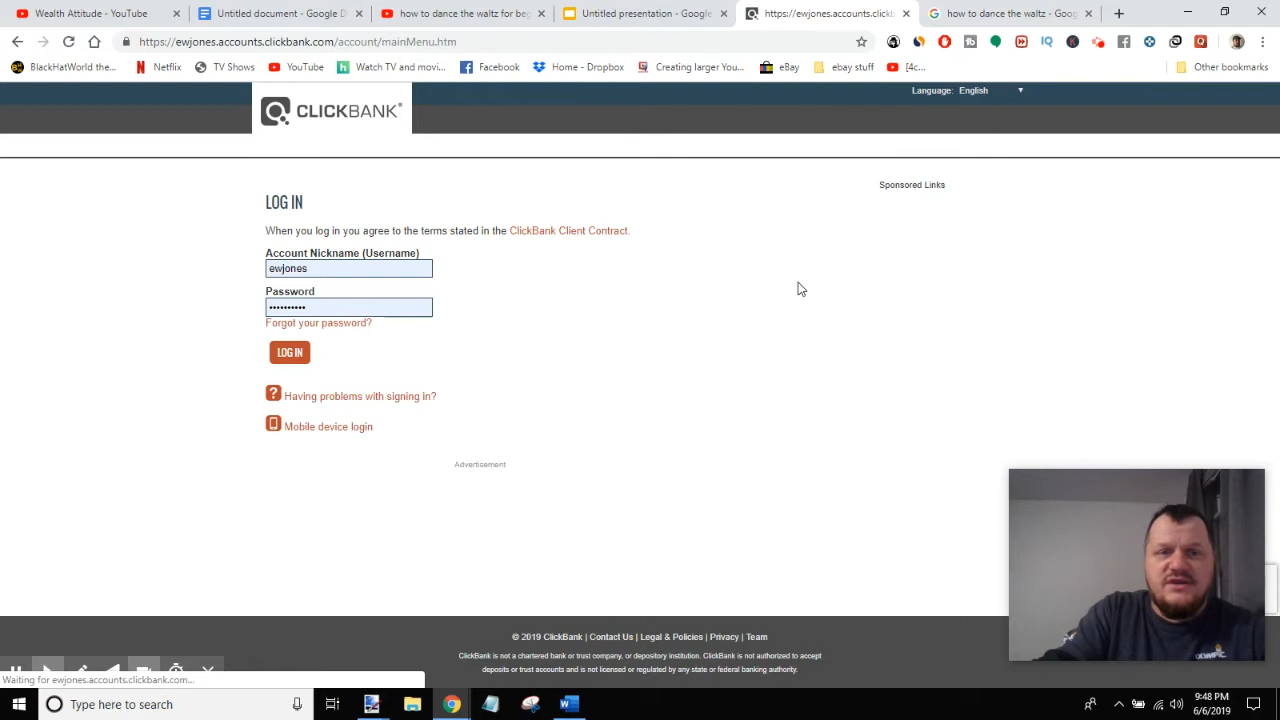 Wealth Attitude - YouTube
Untitled document - Google D
how to dance the waltz for beg
Untitled presentation - Google
https://ewjones.accounts.clickb
how to dance the waltz - Google
https://ewjones.accounts.clickbank.com/account/mainMenu.htm
BlackHatWorld the...
Netflix
TV Shows
YouTube
Watch TV and movi...
Facebook
Home - Dropbox
Creating larger You...
eBay
ebay stuff
[4c...
Other bookmarks
Language: English
CLICKBANK
Sponsored Links
LOG IN
When you log in you agree to the terms stated in the ClickBank Client Contract.
Account Nickname (Username)
ewjones
Password
••••••••••
Forgot your password?
LOG IN
Having problems with signing in?
Mobile device login
Advertisement
© 2019 ClickBank | Contact Us | Legal & Policies | Privacy | Team
ClickBank is not a chartered bank or trust company, or depository institution. ClickBank is not authorized to accept
deposits or trust accounts and is not licensed or regulated by any state or federal banking authority.
Waiting for ewjones.accounts.clickbank.com...
Type here to search
9:48 PM
6/6/2019